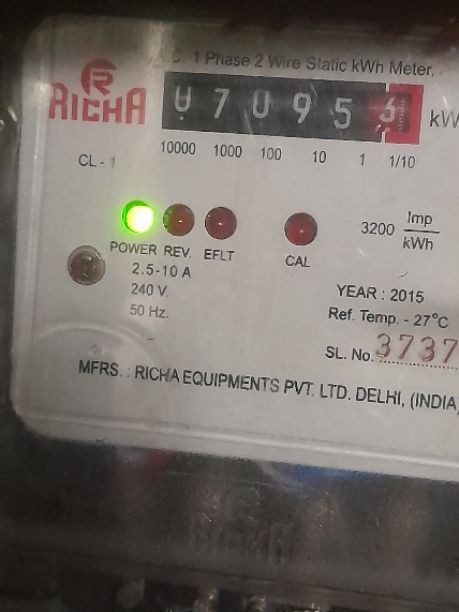 A.C. 1 Phase 2 Wire Static kWh Meter.
R
RICHA
070956
kW
10000 1000 100 10 1 1/10
CL - 1
3200 Imp
kWh
POWER REV. EFLT
CAL
2.5-10 A
240 V.
50 Hz.
YEAR : 2015
Ref. Temp. - 27°C
SL. No. 3737
MFRS. : RICHA EQUIPMENTS PVT. LTD. DELHI, (INDIA)
RICHA